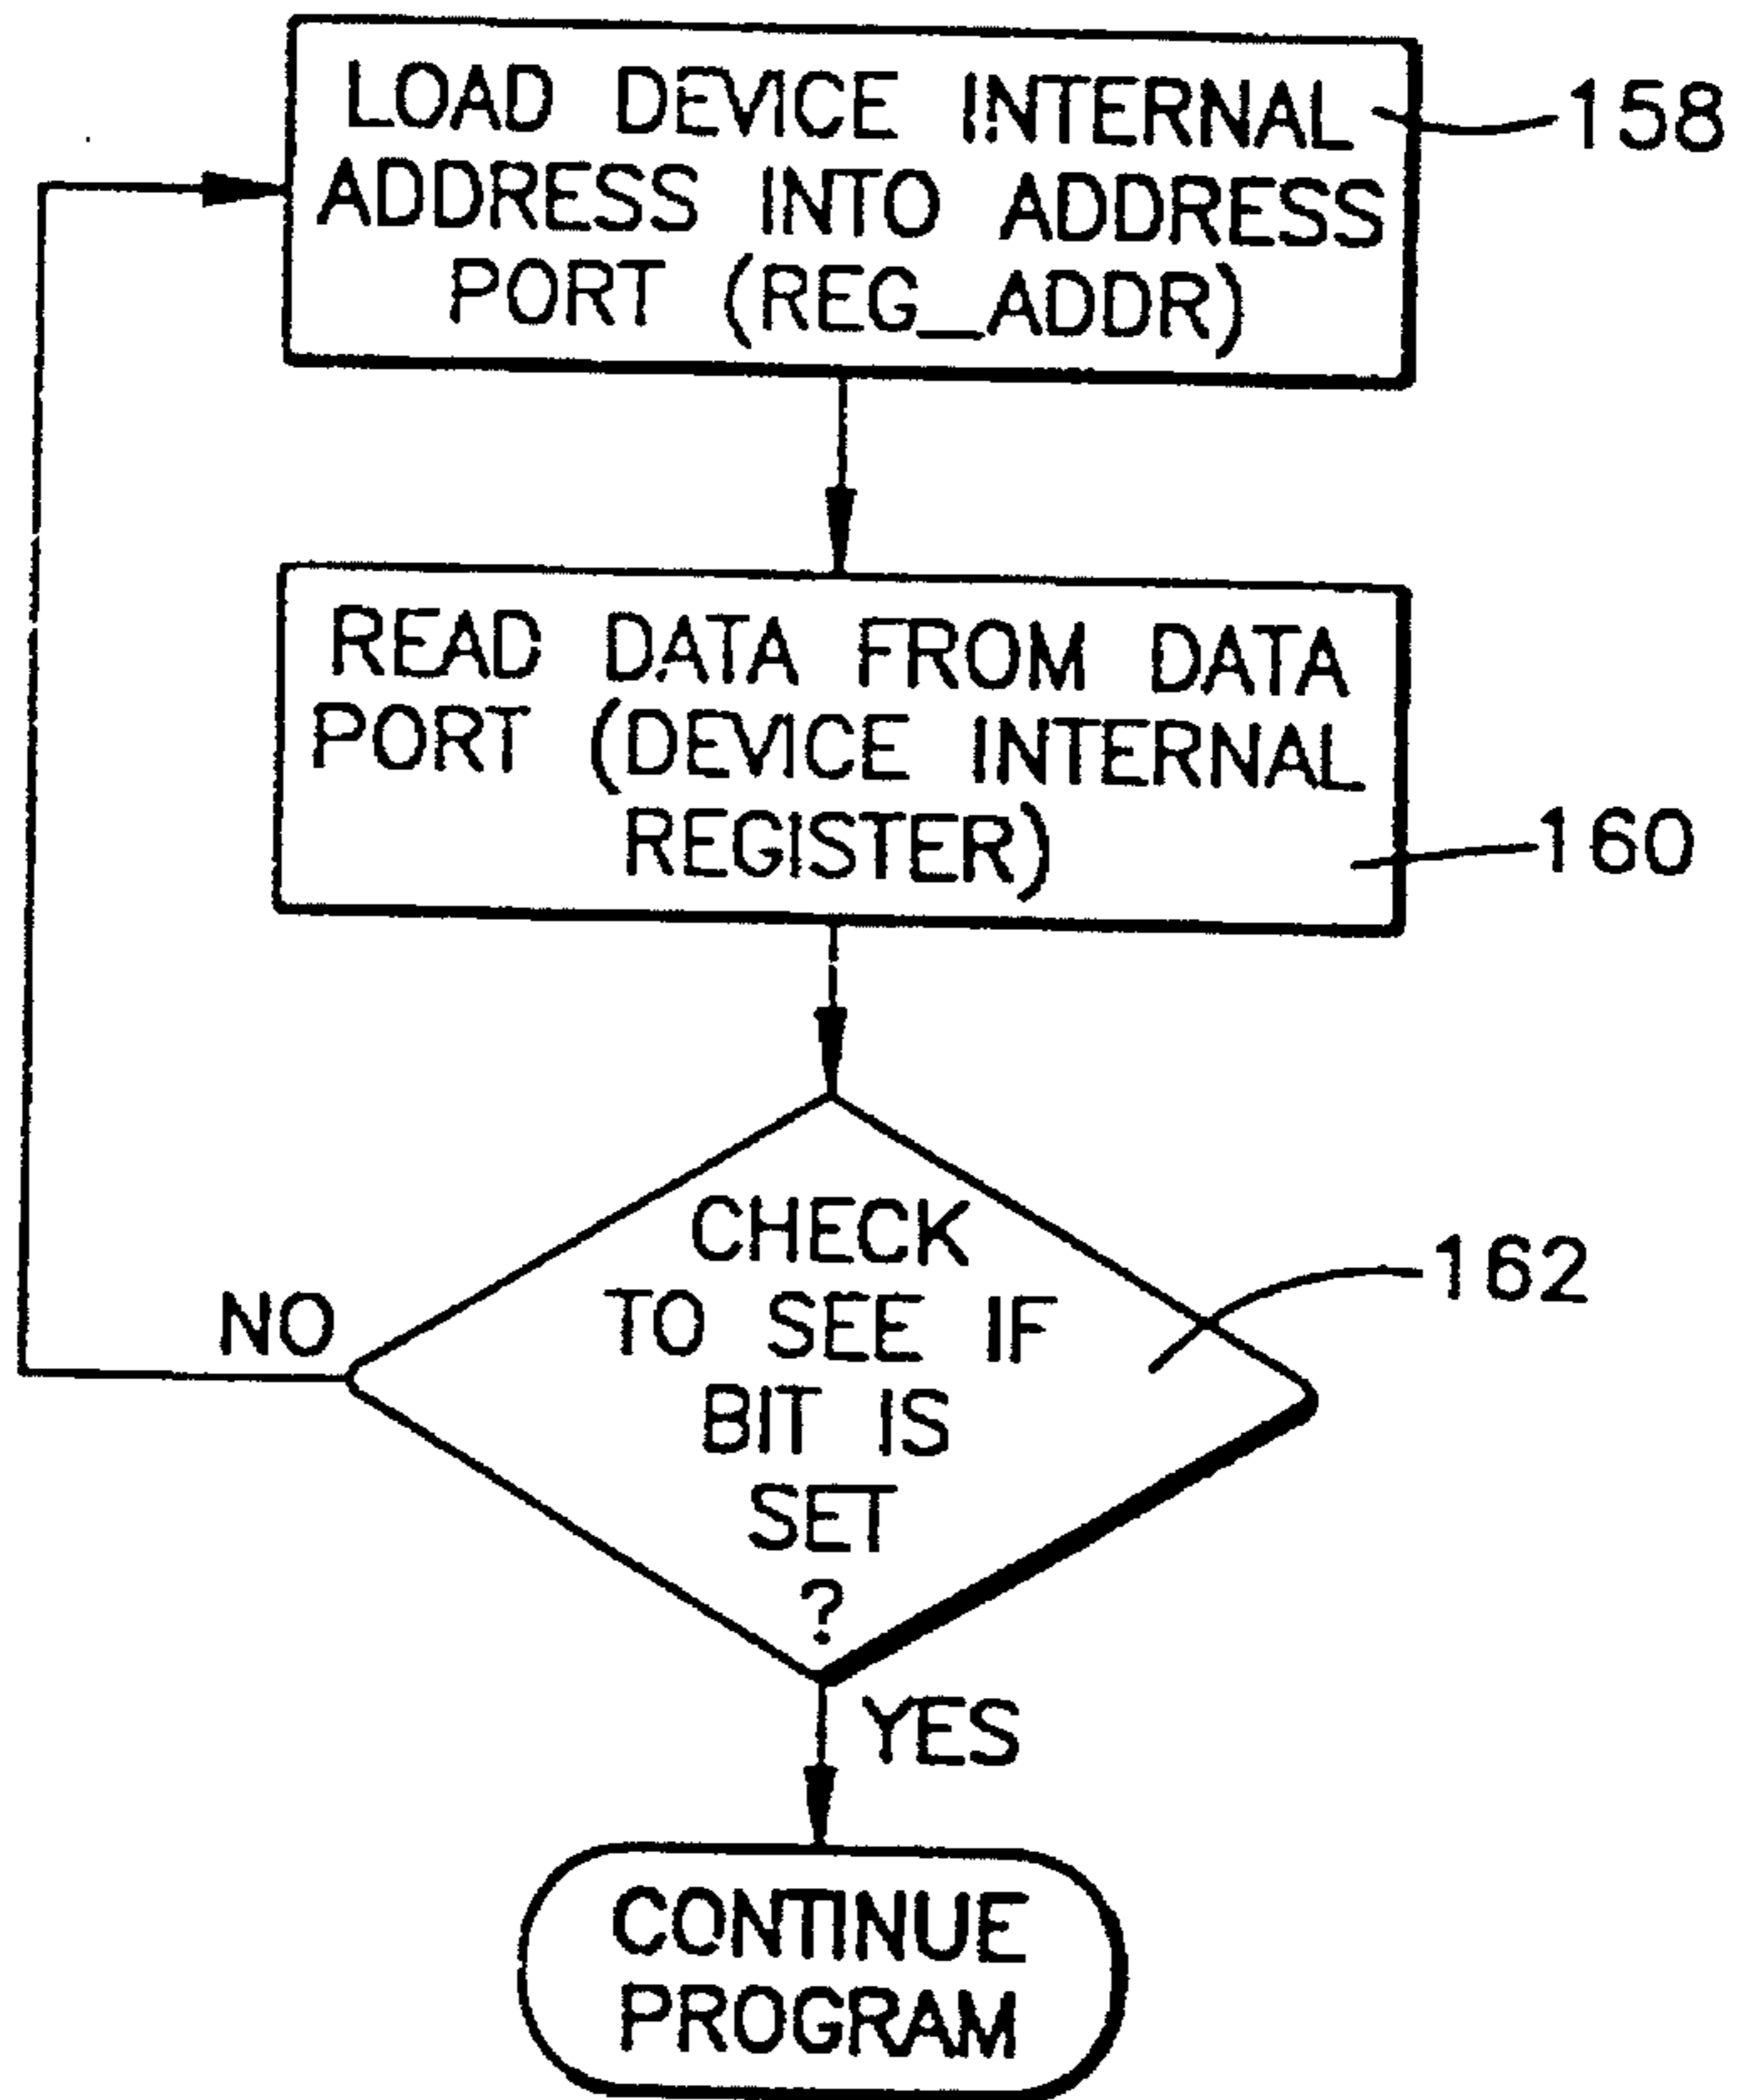 LOAD DEVICE INTERNAL
ADDRESS INTO ADDRESS
PORT (REG_ADDR)
158
READ DATA FROM DATA
PORT (DEVICE INTERNAL
REGISTER)
160
CHECK
TO SEE IF
BIT IS
SET
?
162
NO
YES
CONTINUE
PROGRAM